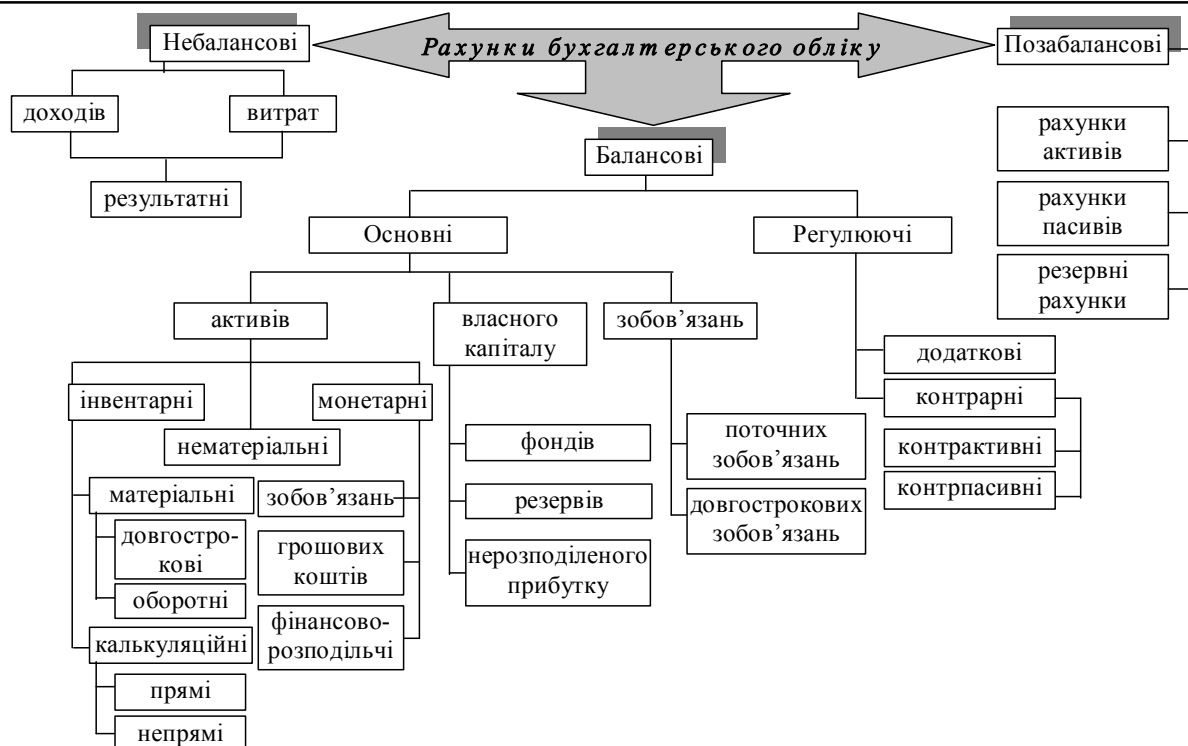 Небалансові
Рахунки бухгалтерського обліку
Позабалансові
доходів
витрат
результатні
Балансові
рахунки
активів
рахунки
пасивів
резервні
рахунки
Основні
Регулюючі
активів
власного
капіталу
зобов’язань
інвентарні
монетарні
нематеріальні
матеріальні
довгостро-
кові
оборотні
калькуляційні
прямі
непрямі
зобов’язань
грошових
коштів
фінансово-
розподільчі
фондів
резервів
нерозподіленого
прибутку
поточних
зобов’язань
довгострокових
зобов’язань
додаткові
контрарні
контрактивні
контрпасивні